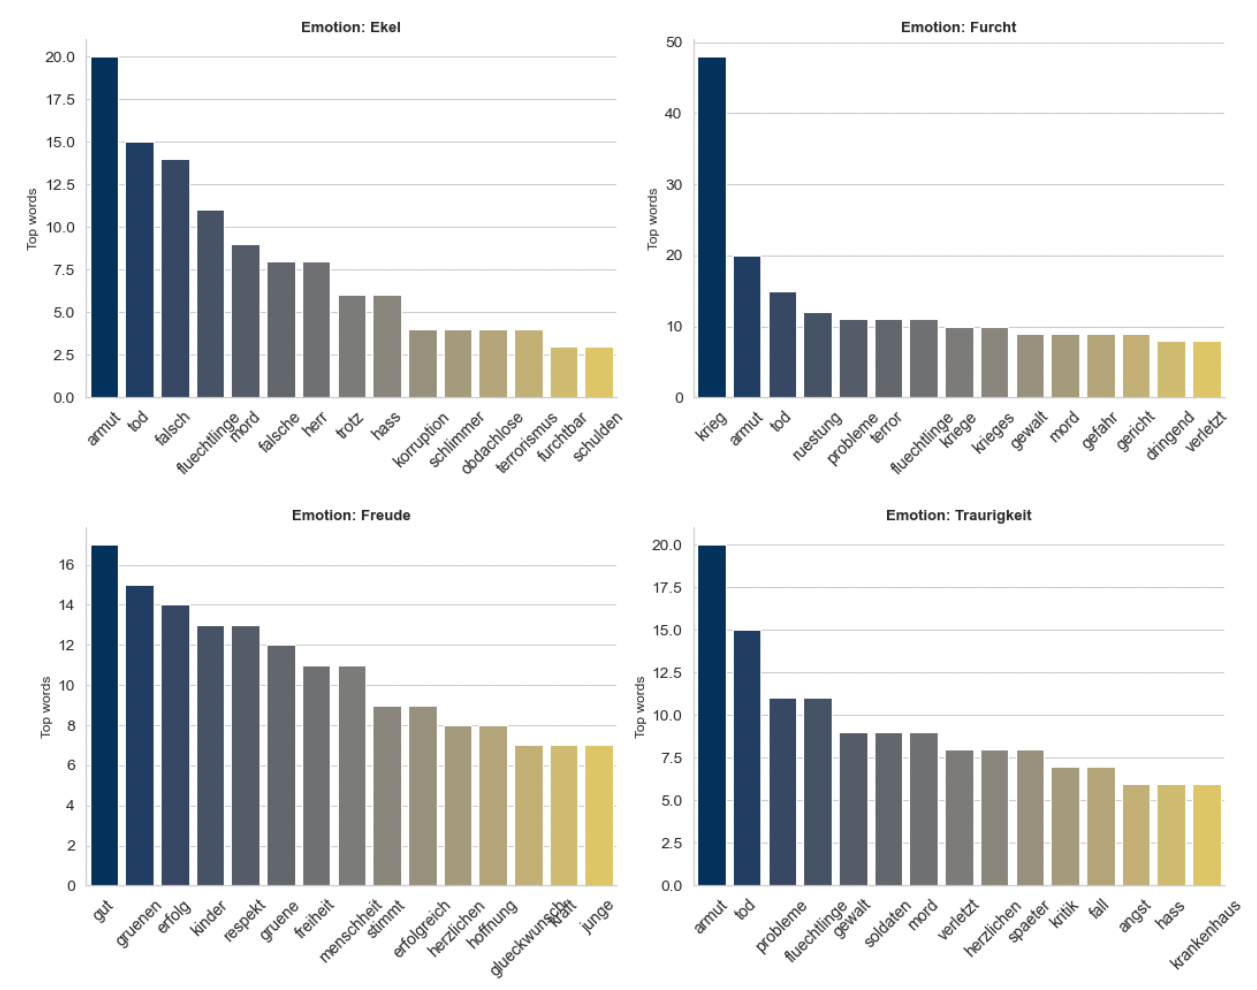 Emotion: Ekel
Top words
20.0
17.5
15.0
12.5
10.0
7.5
5.0
2.5
0.0
armut
tod
falsch
fluechtlinge
mord
falsche
herr
trotz
hass
korruption
schlimmer
obdachlose
terrorismus
furchtbar
schulden
Emotion: Furcht
Top words
50
40
30
20
10
0
krieg
armut
tod
ruestung
probleme
terror
fluechtlinge
kriege
krieges
gewalt
mord
gefahr
gericht
dringend
verletzt
Emotion: Freude
Top words
16
14
12
10
8
6
4
2
0
gut
gruenen
erfolg
kinder
respekt
gruene
freiheit
menschheit
stimmt
erfolgreich
herzlichen
hoffnung
glueckwunsch
kraft
junge
Emotion: Traurigkeit
Top words
20.0
17.5
15.0
12.5
10.0
7.5
5.0
2.5
0.0
armut
tod
probleme
fluechtlinge
gewalt
soldaten
mord
verletzt
herzlichen
spaeter
kritik
fall
angst
hass
krankenhaus